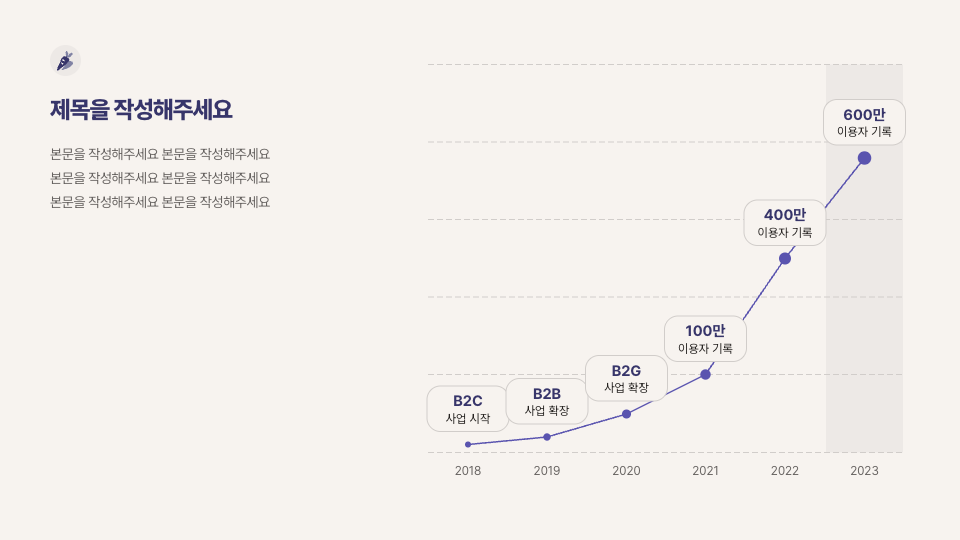 제목을 작성해주세요
본문을 작성해주세요 본문을 작성해주세요
본문을 작성해주세요 본문을 작성해주세요
본문을 작성해주세요 본문을 작성해주세요
600만
이용자 기록
400만
이용자 기록
100만
이용자 기록
B2G
사업 확장
B2B
사업 확장
B2C
사업 시작
2018 2019 2020 2021 2022 2023